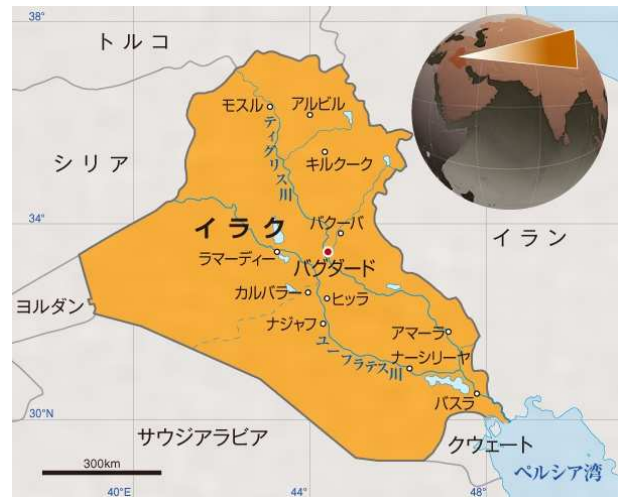 38°
トルコ
モスル
アルビル
ティグリス川
シリア
キルクーク
34°
イラク
バクーバ
イラン
ラマーディー
バグダード
カルバラー
ヒッラ
ヨルダン
ナジャフ
ユーフラテス川
アマーラ
ナーシリーヤ
バスラ
30°N
サウジアラビア
クウェート
300km
ペルシア湾
40°E
44°
48°